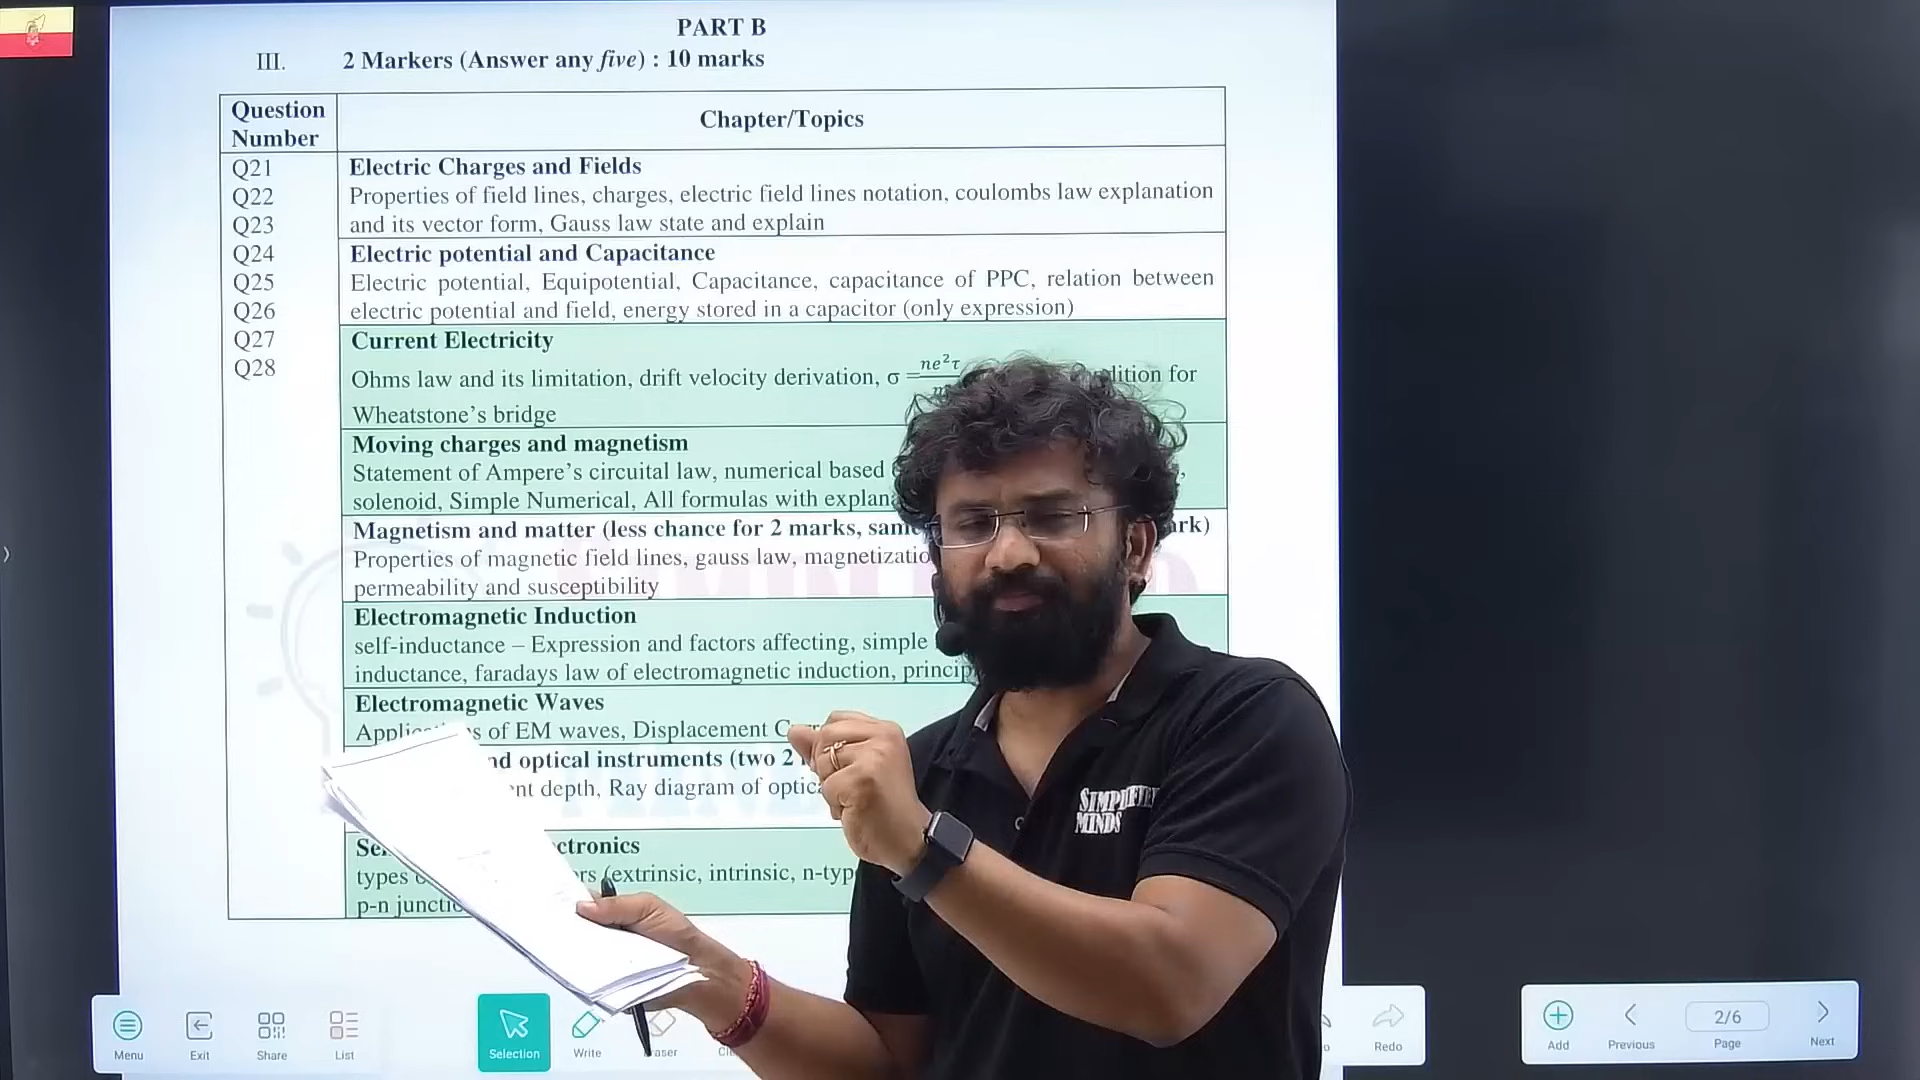 PART B
III. 2 Markers (Answer any five) : 10 marks
Question Number
Chapter/Topics
Q21
Q22
Q23
Q24
Q25
Q26
Q27
Q28
Electric Charges and Fields
Properties of field lines, charges, electric field lines notation, coulombs law explanation
and its vector form, Gauss law state and explain
Electric potential and Capacitance
Electric potential, Equipotential, Capacitance, capacitance of PPC, relation between
electric potential and field, energy stored in a capacitor (only expression)
Current Electricity
Ohms law and its limitation, drift velocity derivation, σ = ne²τ for
Wheatstone’s bridge
Moving charges and magnetism
Statement of Ampere’s circuital law, numerical based
solenoid, Simple Numerical, All formulas with
Magnetism and matter (less chance for 2 marks,
Properties of magnetic field lines, gauss law,
permeability and susceptibility
Electromagnetic Induction
self-inductance – Expression and factors affecting, simple
inductance, faradays law of electromagnetic induction,
Electromagnetic Waves
of EM waves, Displacement
optical instruments (two 2
depth, Ray diagram of
types (extrinsic, intrinsic,
p-n
SIMPLIFIED
MINDS
Menu
Exit
Share
List
Selection
Write
Redo
Add
Previous
2/6
Page
Next